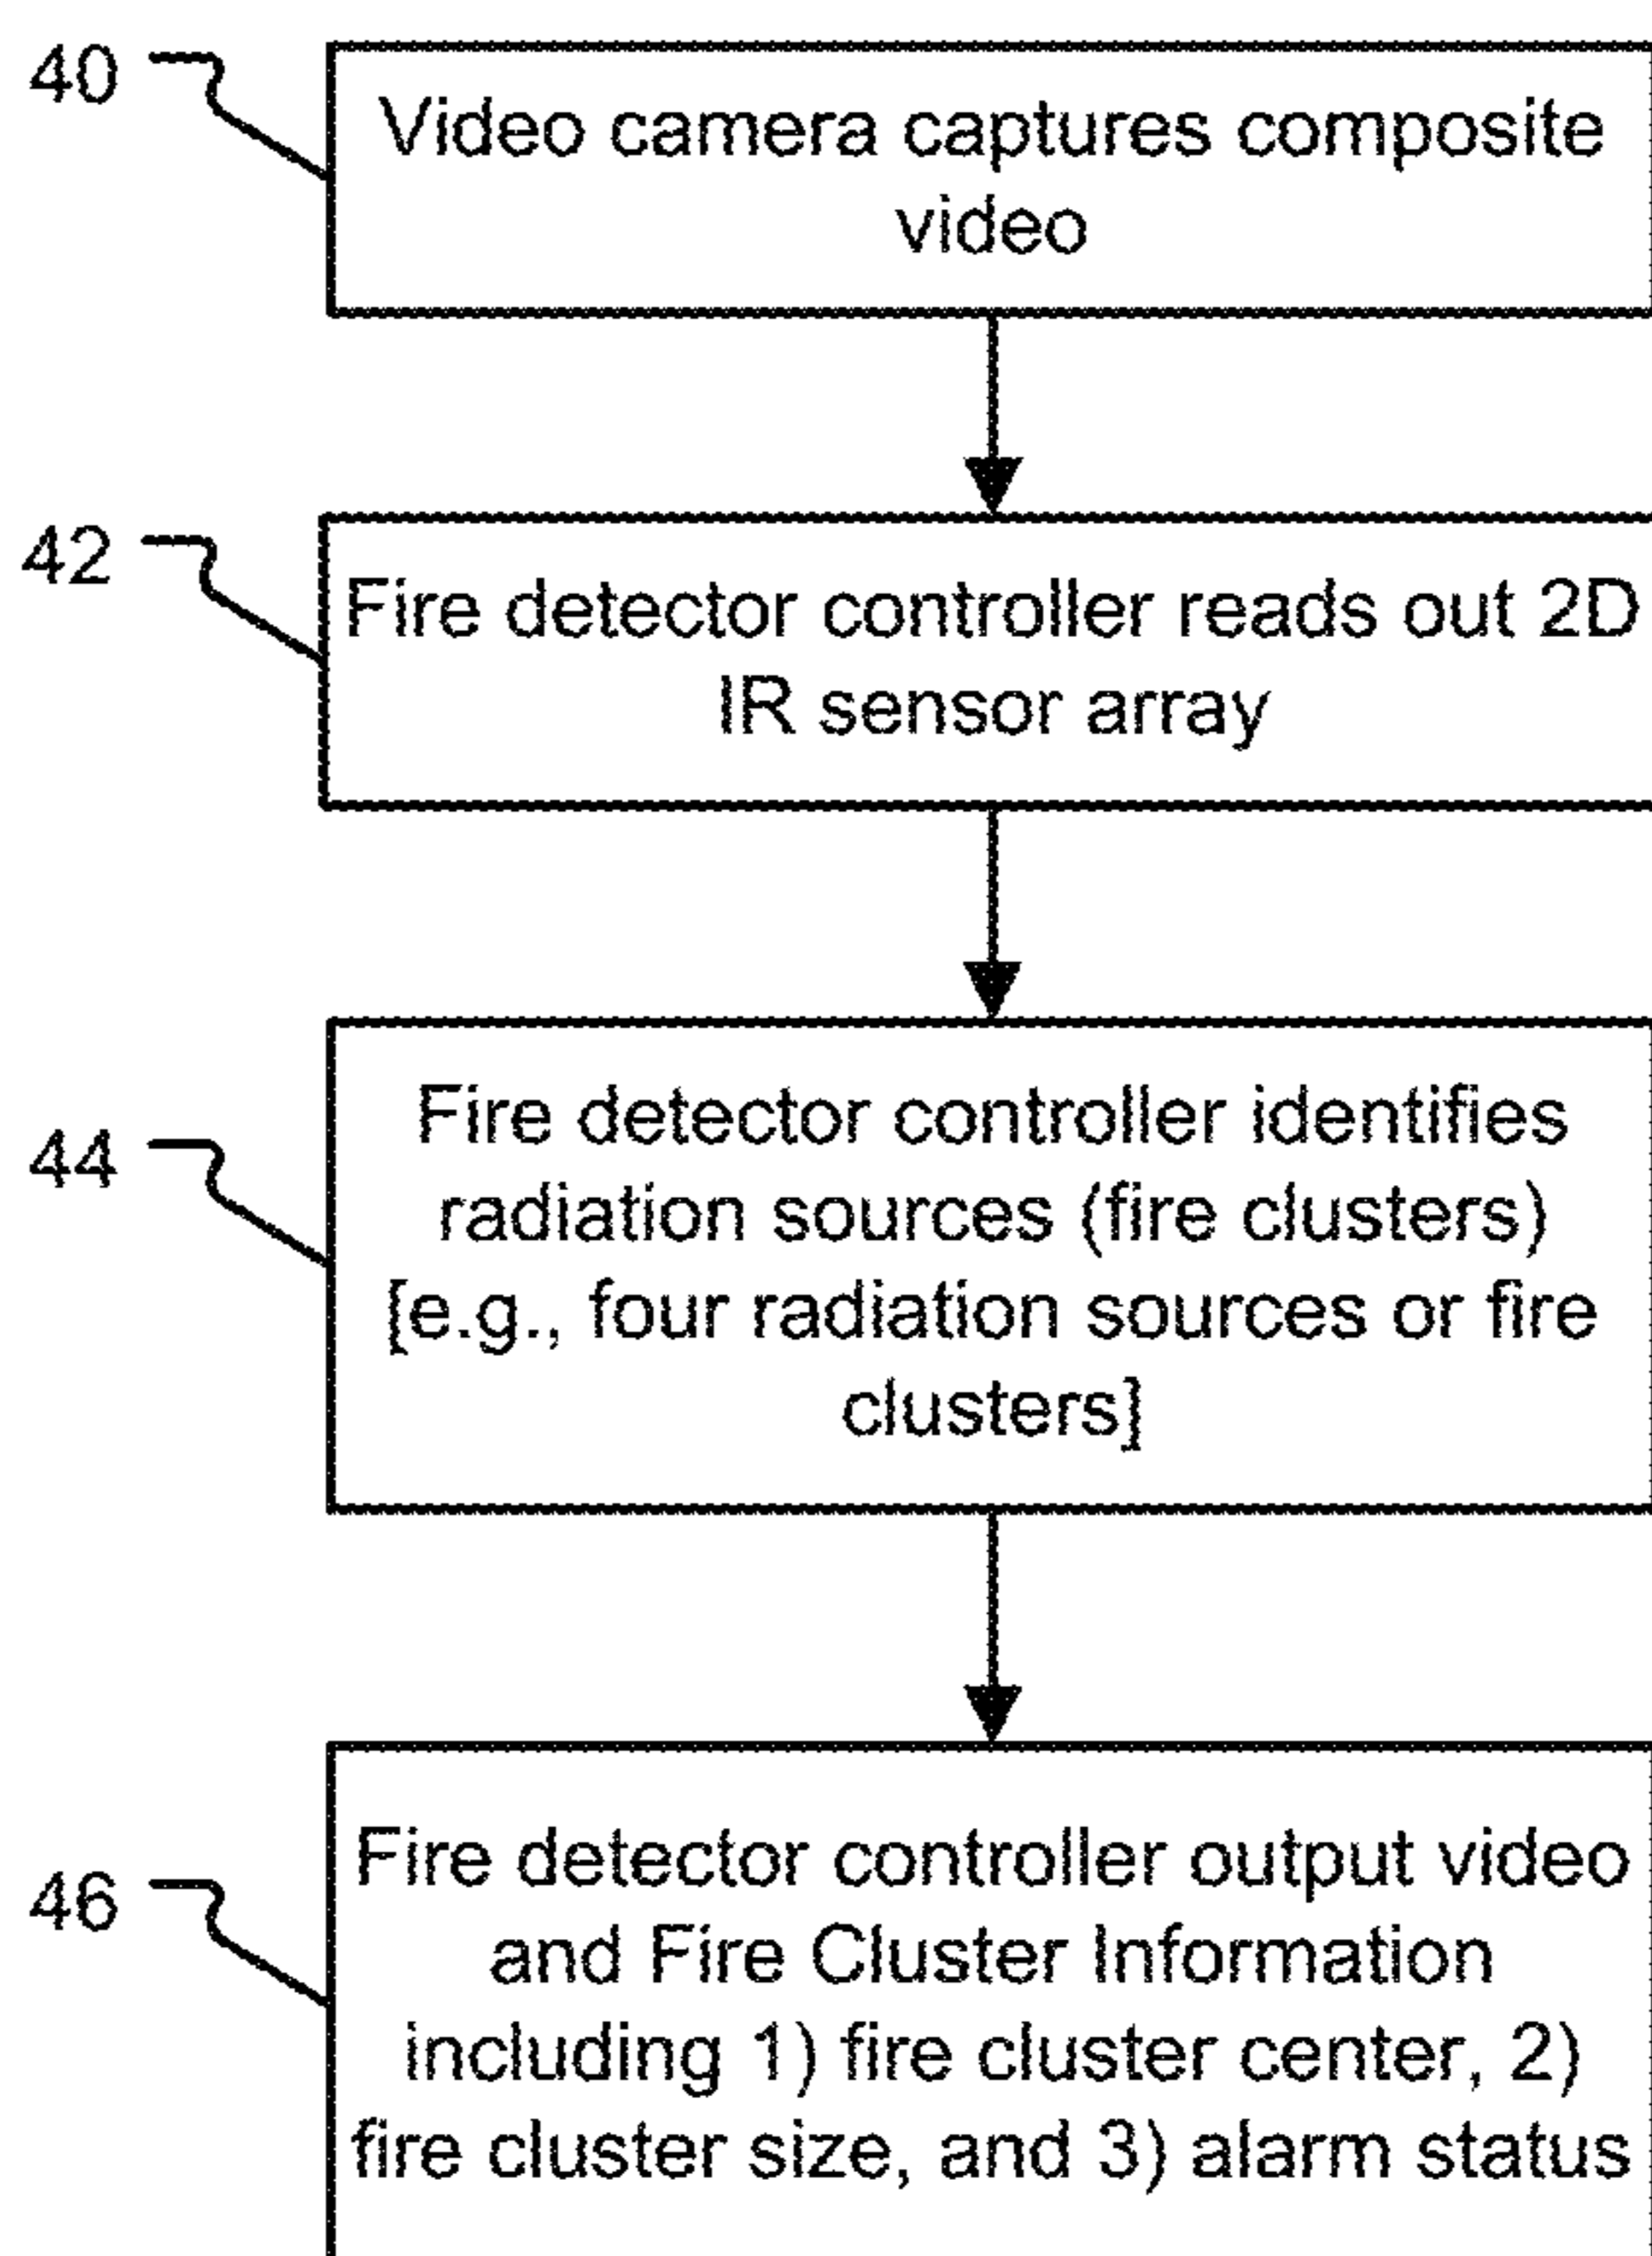 40
Video camera captures composite
video
42
Fire detector controller reads out 2D
IR sensor array
44
Fire detector controller identifies
radiation sources (fire clusters)
[e.g., four radiation sources or fire
clusters]
46
Fire detector controller output video
and Fire Cluster Information
including 1) fire cluster center, 2)
fire cluster size, and 3) alarm status